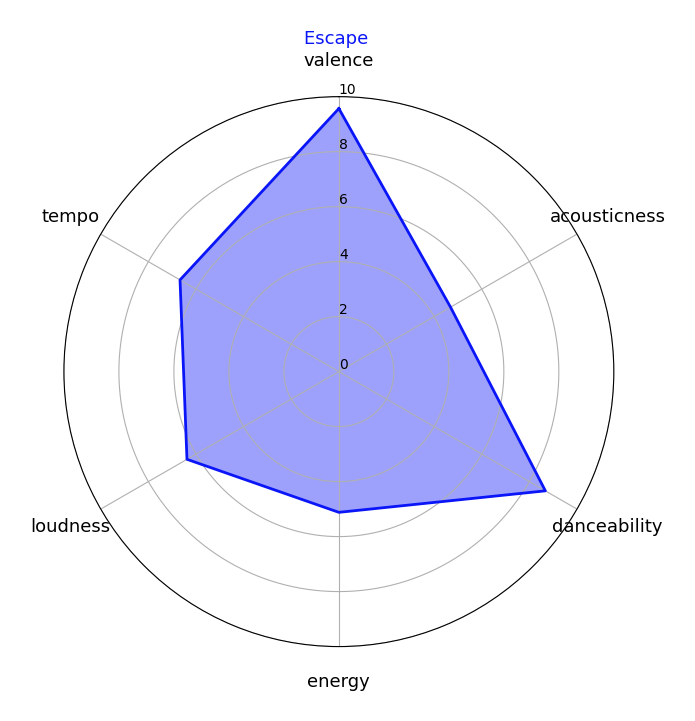 Escape
valence
10
8
tempo
acousticness
6
4
2
0
loudness
danceability
energy